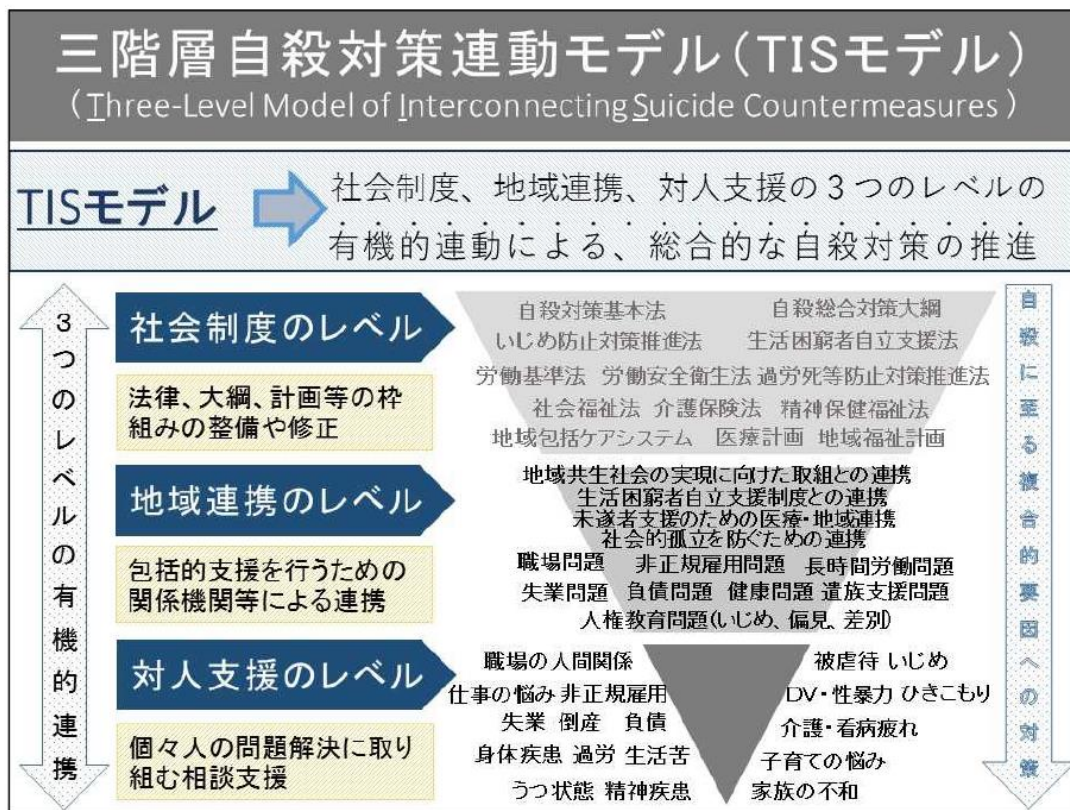 三階層自殺対策連動モデル(TISモデル)
(Three-Level Model of Interconnecting Suicide Countermeasures)
TISモデル
社会制度、地域連携、対人支援の3つのレベルの
有機的連動による、総合的な自殺対策の推進
3つのレベルの有機的連携
社会制度のレベル
法律、大綱、計画等の枠
組みの整備や修正
自殺対策基本法 自殺総合対策大綱
いじめ防止対策推進法 生活困窮者自立支援法
労働基準法 労働安全衛生法 過労死等防止対策推進法
社会福祉法 介護保険法 精神保健福祉法
地域包括ケアシステム 医療計画 地域福祉計画
地域連携のレベル
包括的支援を行うための
関係機関等による連携
地域共生社会の実現に向けた取組との連携
生活困窮者自立支援制度との連携
未遂者支援のための医療・地域連携
社会的孤立を防ぐための連携
職場問題 非正規雇用問題 長時間労働問題
失業問題 負債問題 健康問題 遺族支援問題
人権教育問題(いじめ、偏見、差別)
対人支援のレベル
個々人の問題解決に取り
組む相談支援
職場の人間関係 被虐待 いじめ
仕事の悩み 非正規雇用 DV・性暴力 ひきこもり
失業 倒産 負債 介護・看病疲れ
身体疾患 過労 生活苦 子育ての悩み
うつ状態 精神疾患 家族の不和
自殺に至る複合的要因への対策